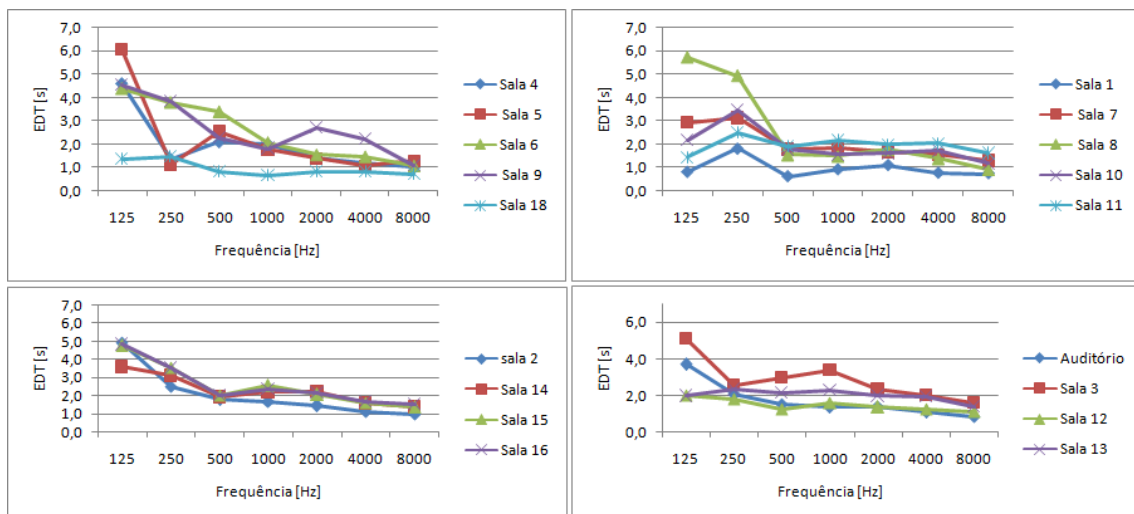 7,0
6,0
5,0
4,0
3,0
2,0
1,0
0,0
EDT [s]
125 250 500 1000 2000 4000 8000
Frequência [Hz]
Sala 4
Sala 5
Sala 6
Sala 9
Sala 18
7,0
6,0
5,0
4,0
3,0
2,0
1,0
0,0
EDT [s]
125 250 500 1000 2000 4000 8000
Frequência [Hz]
Sala 1
Sala 7
Sala 8
Sala 10
Sala 11
7,0
6,0
5,0
4,0
3,0
2,0
1,0
0,0
EDT [s]
125 250 500 1000 2000 4000 8000
Frequência [Hz]
sala 2
Sala 14
Sala 15
Sala 16
6,0
4,0
2,0
0,0
EDT [s]
125 250 500 1000 2000 4000 8000
Frequência [Hz]
Auditório
Sala 3
Sala 12
Sala 13